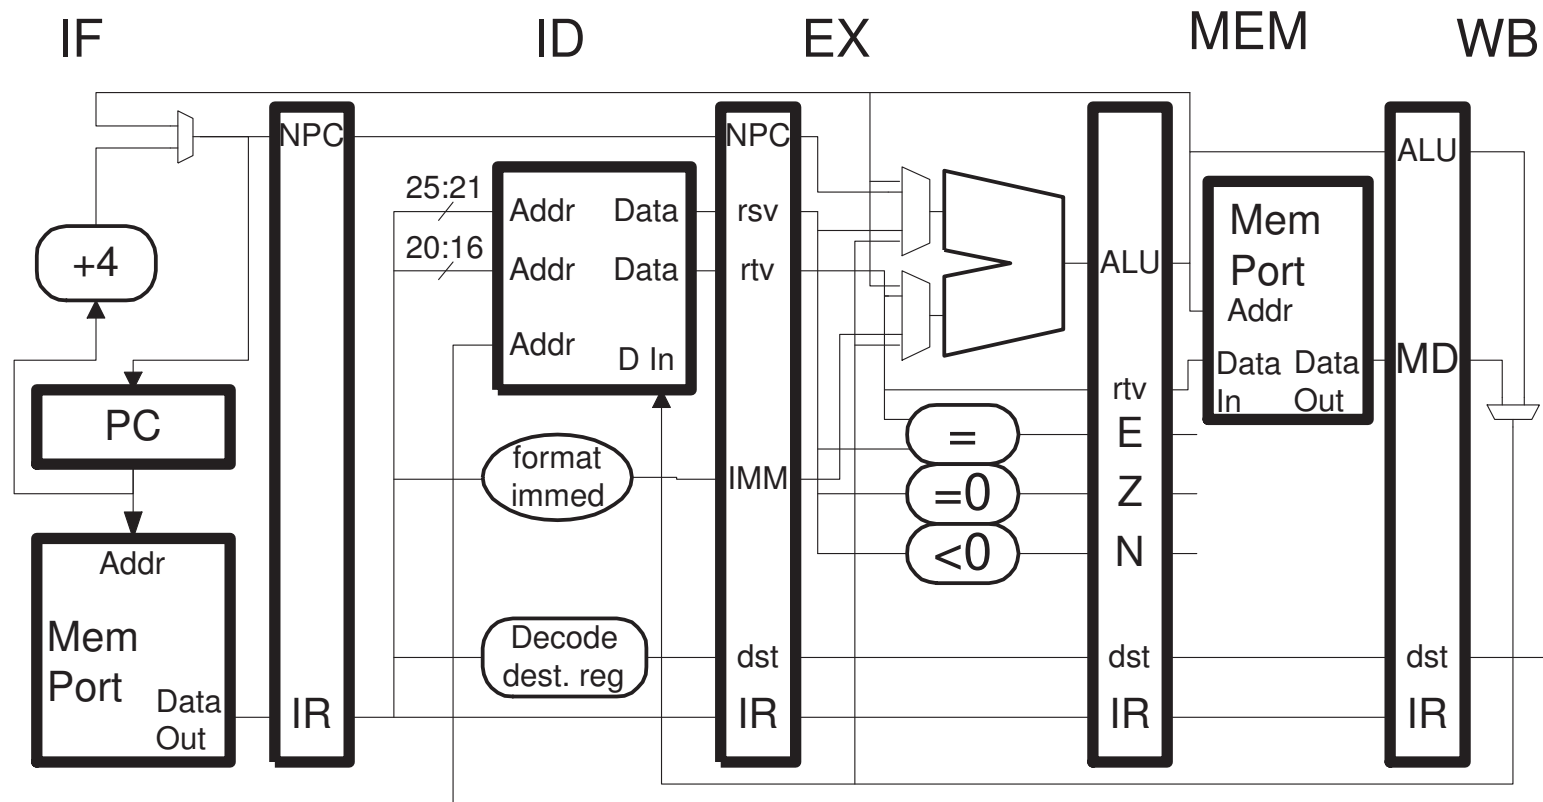 IF
ID
EX
MEM
WB
NPC
+4
PC
Addr
Mem
Port
Data
Out
IR
25:21
20:16
Addr
Data
Addr
Data
Addr
D In
format
immed
Decode
dest. reg
NPC
rsv
rtv
IMM
dst
IR
=
=0
<0
ALU
rtv
E
Z
N
dst
IR
Mem
Port
Addr
Data
In
Data
Out
ALU
MD
dst
IR